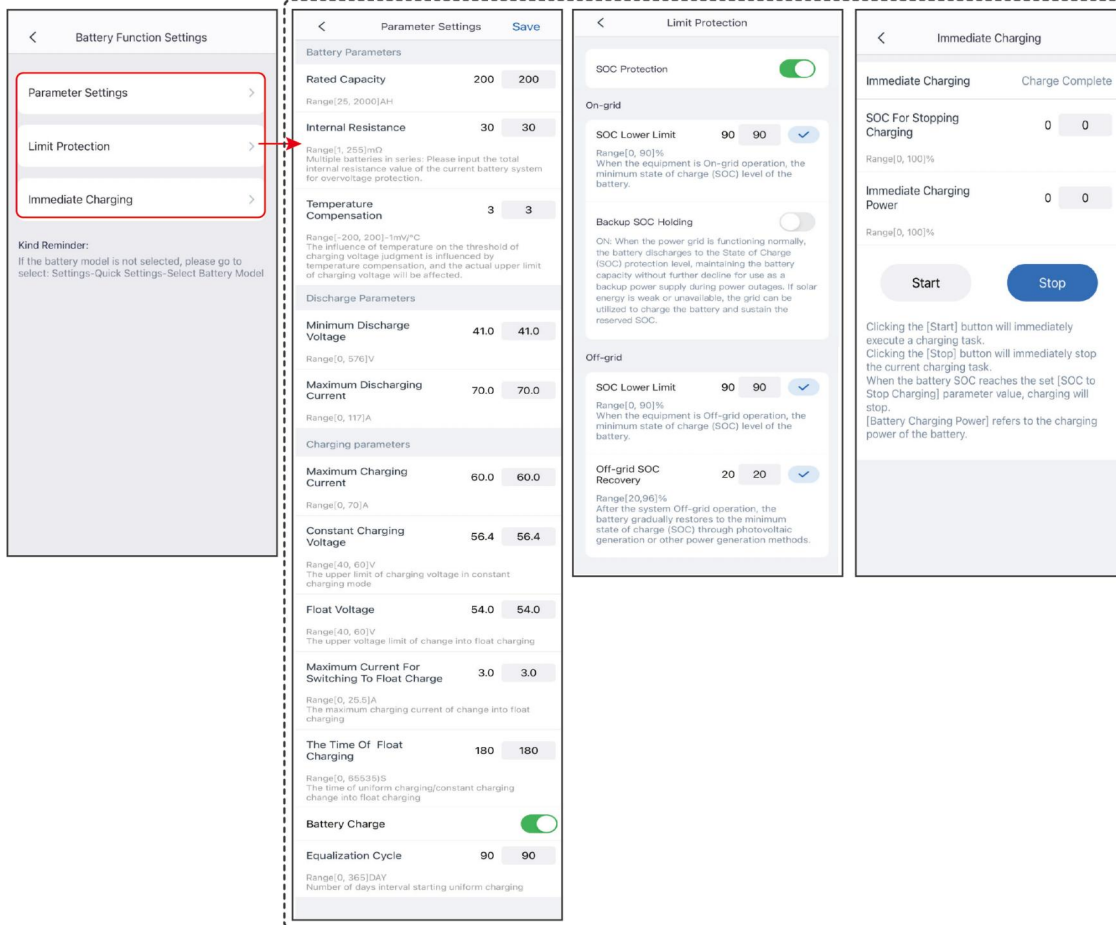 Battery Function Settings
Parameter Settings
Limit Protection
Immediate Charging
Kind Reminder:
If the battery model is not selected, please go to
select: Settings-Quick Settings-Select Battery Model
Parameter Settings Save
Battery Parameters
Rated Capacity 200 200
Range[25, 2000]AH
Internal Resistance 30 30
Range[1, 255]mΩ
Multiple batteries in series: Please input the total
internal resistance value of the current battery system
for overvoltage protection.
Temperature
Compensation 3 3
Range[-200, 200]-1mV/°C
The influence of temperature on the threshold of
charging voltage judgment is influenced by
temperature compensation, and the actual upper limit
of charging voltage will be affected.
Discharge Parameters
Minimum Discharge
Voltage 41.0 41.0
Range[0, 576]V
Maximum Discharging
Current 70.0 70.0
Range[0, 117]A
Charging parameters
Maximum Charging
Current 60.0 60.0
Range[0, 70]A
Constant Charging
Voltage 56.4 56.4
Range[40, 60]V
The upper limit of charging voltage in constant
charging mode
Float Voltage 54.0 54.0
Range[40, 60]V
The upper voltage limit of change into float charging
Maximum Current For
Switching To Float Charge 3.0 3.0
Range[0, 25.5]A
The maximum charging current of change into float
charging
The Time Of Float
Charging 180 180
Range[0, 65535]S
The time of uniform charging/constant charging
change into float charging
Battery Charge
Equalization Cycle 90 90
Range[0, 365]DAY
Number of days interval starting uniform charging
Limit Protection
SOC Protection
On-grid
SOC Lower Limit 90 90
Range[0, 90]%
When the equipment is On-grid operation, the
minimum state of charge (SOC) level of the
battery.
Backup SOC Holding
ON: When the power grid is functioning normally,
the battery discharges to the State of Charge
(SOC) protection level, maintaining the battery
capacity without further decline for use as a
backup power supply during power outages. If solar
energy is weak or unavailable, the grid can be
utilized to charge the battery and sustain the
reserved SOC.
Off-grid
SOC Lower Limit 90 90
Range[0, 90]%
When the equipment is Off-grid operation, the
minimum state of charge (SOC) level of the
battery.
Off-grid SOC
Recovery 20 20
Range[20,96]%
After the system Off-grid operation, the
battery gradually restores to the minimum
state of charge (SOC) through photovoltaic
generation or other power generation methods.
Immediate Charging
Immediate Charging Charge Complete
SOC For Stopping
Charging 0 0
Range[0, 100]%
Immediate Charging
Power 0 0
Range[0, 100]%
Start Stop
Clicking the [Start] button will immediately
execute a charging task.
Clicking the [Stop] button will immediately stop
the current charging task.
When the battery SOC reaches the set [SOC to
Stop Charging] parameter value, charging will
stop.
[Battery Charging Power] refers to the charging
power of the battery.